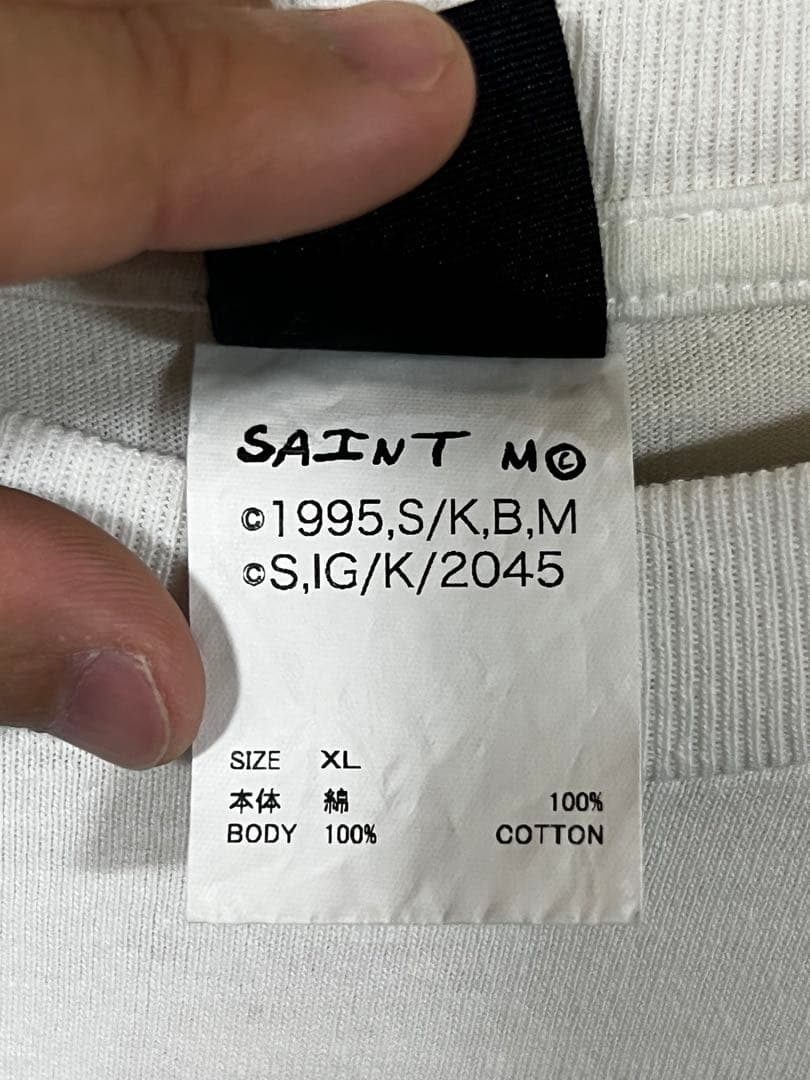 SAINT M©
©1995,S/K,B,M
©S,IG/K/2045
SIZE XL
本体 綿 100%
BODY 100% COTTON